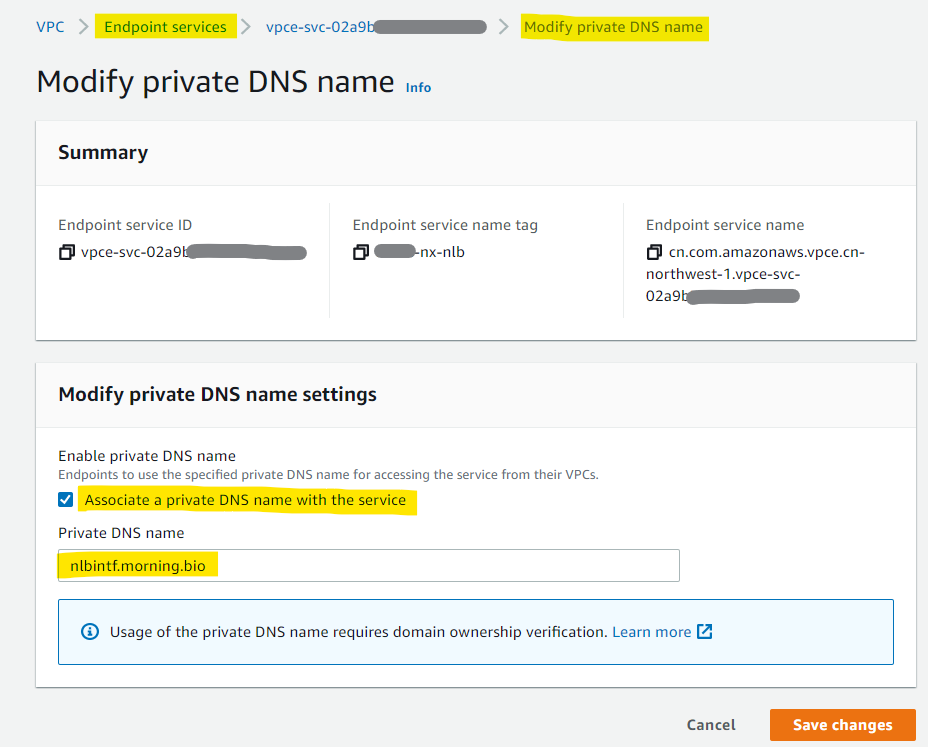 VPC > Endpoint services > vpce-svc-02a9b > Modify private DNS name
Modify private DNS name Info
Summary
Endpoint service ID
vpce-svc-02a9b
Endpoint service name tag
-nx-nlb
Endpoint service name
cn.com.amazonaws.vpce.cn-
northwest-1.vpce-svc-
02a9b
Modify private DNS name settings
Enable private DNS name
Endpoints to use the specified private DNS name for accessing the service from their VPCs.
Associate a private DNS name with the service
Private DNS name
nlbintf.morning.bio
Usage of the private DNS name requires domain ownership verification. Learn more
Cancel Save changes